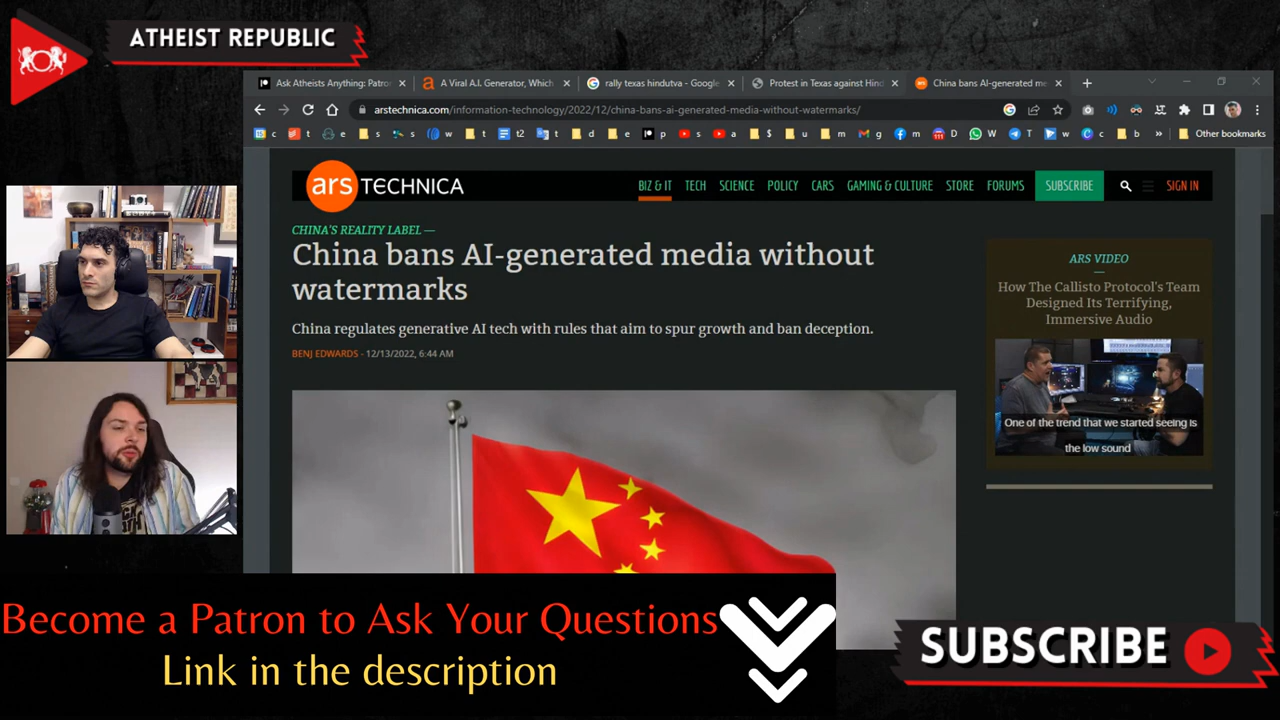 ATHEIST REPUBLIC
Ask Atheists Anything: Patro
A Viral A.I. Generator, Which
rally texas hindutva - Google
Protest in Texas against Hind
China bans AI-generated me
arstechnica.com/information-technology/2022/12/china-bans-ai-generated-media-without-watermarks/
c t e s s w t t2 t d e p s a $ u m g m D W T w c b » Other bookmarks
ars TECHNICA
BIZ & IT TECH SCIENCE POLICY CARS GAMING & CULTURE STORE FORUMS SUBSCRIBE SIGN IN
CHINA'S REALITY LABEL —
China bans AI-generated media without
watermarks
China regulates generative AI tech with rules that aim to spur growth and ban deception.
BENJ EDWARDS - 12/13/2022, 6:44 AM
ARS VIDEO
How The Callisto Protocol's Team
Designed Its Terrifying,
Immersive Audio
One of the trend that we started seeing is
the low sound
Become a Patron to Ask Your Questions
Link in the description
SUBSCRIBE